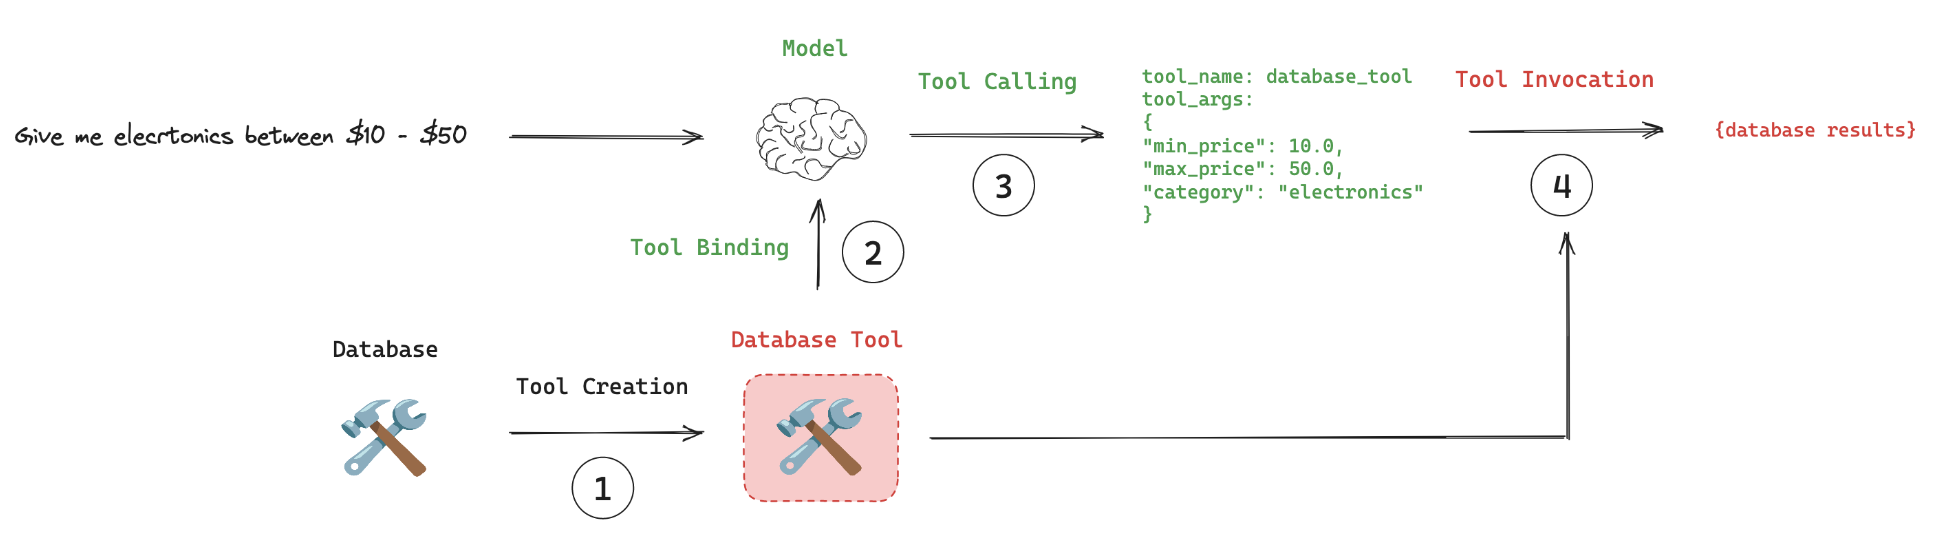 Model
Tool Calling
tool_name: database_tool
tool_args:
{
"min_price": 10.0,
"max_price": 50.0,
"category": "electronics"
}
Tool Invocation
Give me elecrtonics between $10 - $50
{database results}
3
4
Tool Binding
2
Database
Database Tool
Tool Creation
1